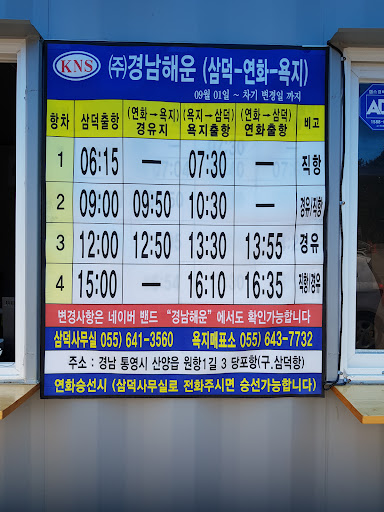 KNS (주)경남해운 (삼덕-연화-욕지)
09월 01일 ~ 차기 변경일 까지
항차 삼덕출항 (연화→욕지) 경유지 (욕지→삼덕) 욕지출항 (연화→삼덕) 연화출항 비고
1 06:15 — 07:30 — 직항
2 09:00 09:50 10:30 — 경유/직항
3 12:00 12:50 13:30 13:55 경유
4 15:00 — 16:10 16:35 직항/경유
변경사항은 네이버 밴드 “경남해운”에서도 확인가능합니다
삼덕사무실 055) 641-3560 욕지매표소 055) 643-7732
주소 : 경남 통영시 산양읍 원항1길 3 당포항(구.삼덕항)
연화승선시 (삼덕사무실로 전화주시면 승선가능합니다)